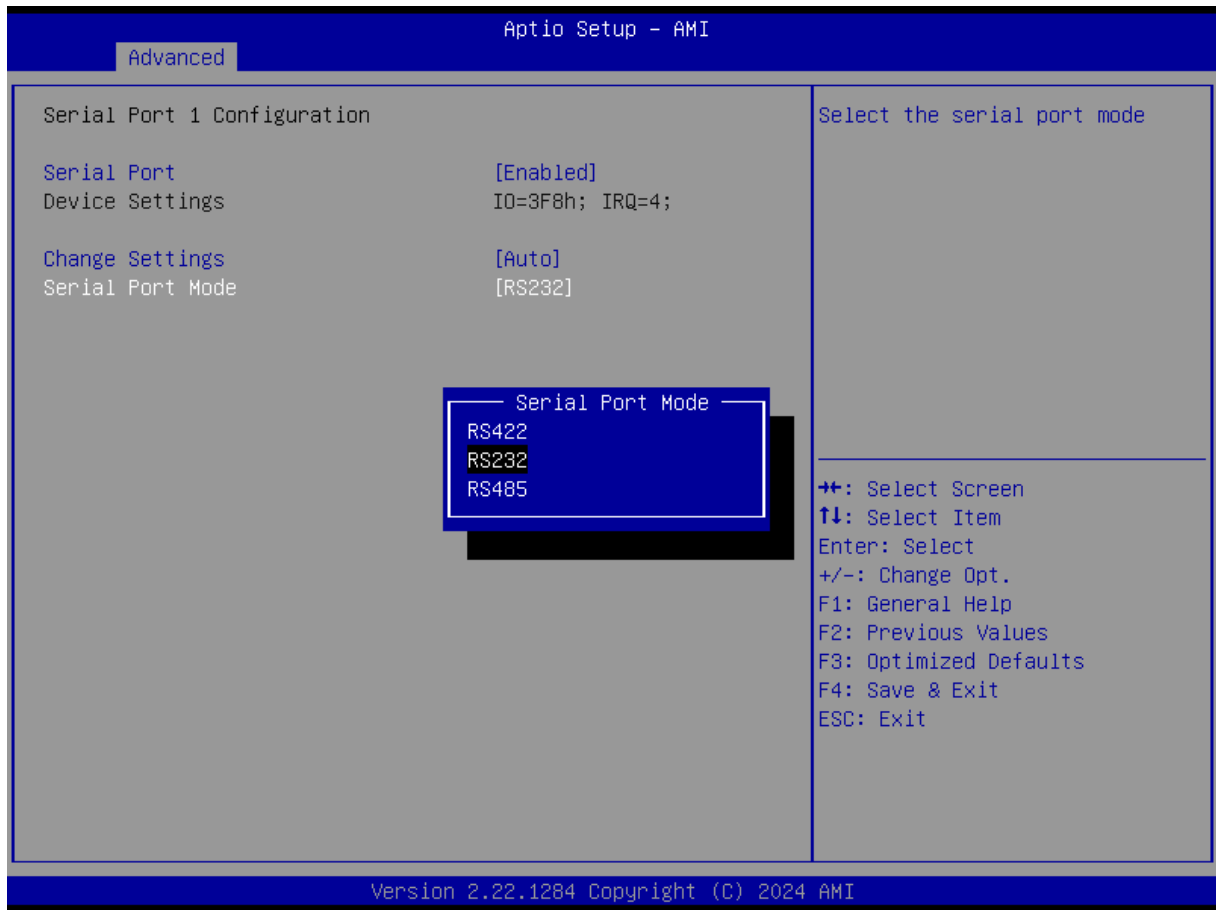 Aptio Setup – AMI
Advanced
Serial Port 1 Configuration
Serial Port [Enabled]
Device Settings IO=3F8h; IRQ=4;
Change Settings [Auto]
Serial Port Mode [RS232]
Serial Port Mode
RS422
RS232
RS485
Select the serial port mode
→←: Select Screen
↑↓: Select Item
Enter: Select
+/-: Change Opt.
F1: General Help
F2: Previous Values
F3: Optimized Defaults
F4: Save & Exit
ESC: Exit
Version 2.22.1284 Copyright (C) 2024 AMI